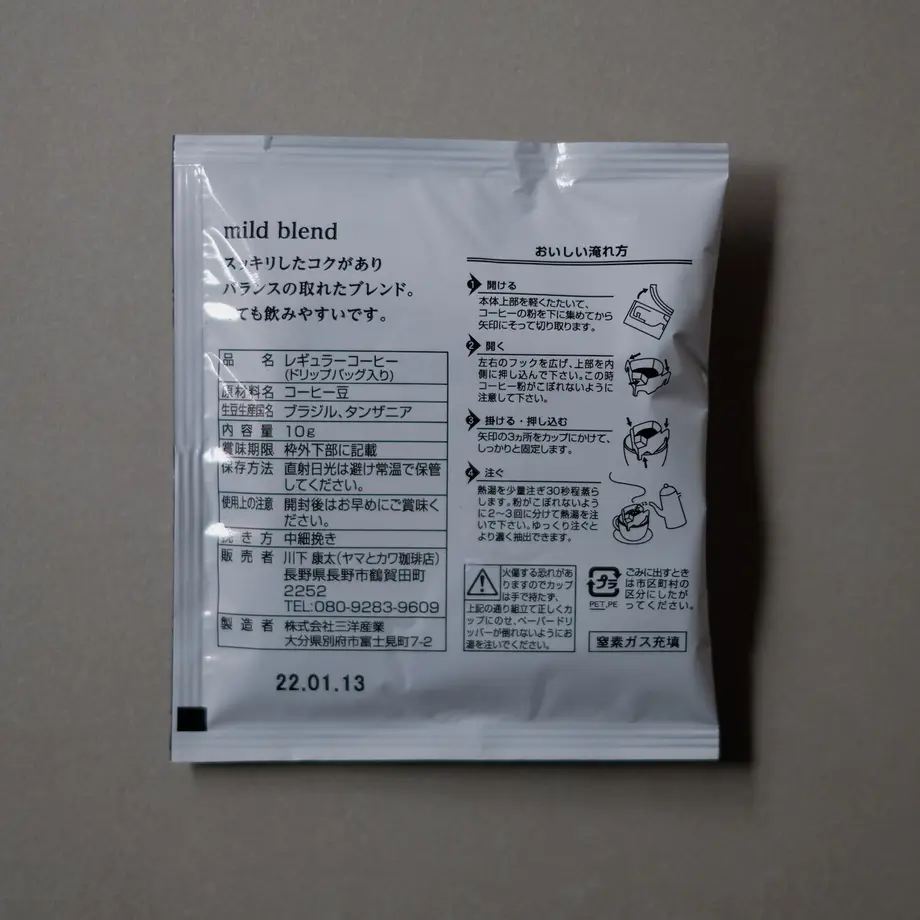 mild blend
スッキリしたコクがあり
バランスの取れたブレンド。
ても飲みやすいです。
品 名 レギュラーコーヒー
(ドリップバッグ入り)
原材料名 コーヒー豆
生豆生産国名 ブラジル、タンザニア
内容量 10g
賞味期限 枠外下部に記載
保存方法 直射日光は避け常温で保管
してください。
使用上の注意 開封後はお早めにご賞味く
ださい。
挽き方 中細挽き
販売者 川下 康太(ヤマとカワ珈琲店)
長野県長野市鶴賀田町
2252
TEL:080-9283-9609
製造者 株式会社三洋産業
大分県別府市富士見町7-2
22.01.13
おいしい淹れ方
1 開ける
本体上部を軽くたたいて、
コーヒーの粉を下に集めてから
矢印にそって切り取ります。
2 開く
左右のフックを広げ、上部を内
側に押し込んで下さい。この時
コーヒー粉がこぼれないように
注意して下さい。
3 掛ける・押し込む
矢印の3ヵ所をカップにかけて、
しっかりと固定します。
4 注ぐ
熱湯を少量注ぎ30秒程蒸ら
します。粉がこぼれないよう
に2～3回に分けて熱湯を注
いで下さい。ゆっくり注ぐと
より濃く抽出できます。
火傷する恐れがあ
りますのでカップ
は手で持たず、
上記の通り組立て正しくカ
ップにのせ、ペーパードリ
ッパーが倒れないようにお
湯を注いでください。
プラ
PET,PE
ごみに出すとき
は市区町村の
区分にしたが
ってください。
窒素ガス充填